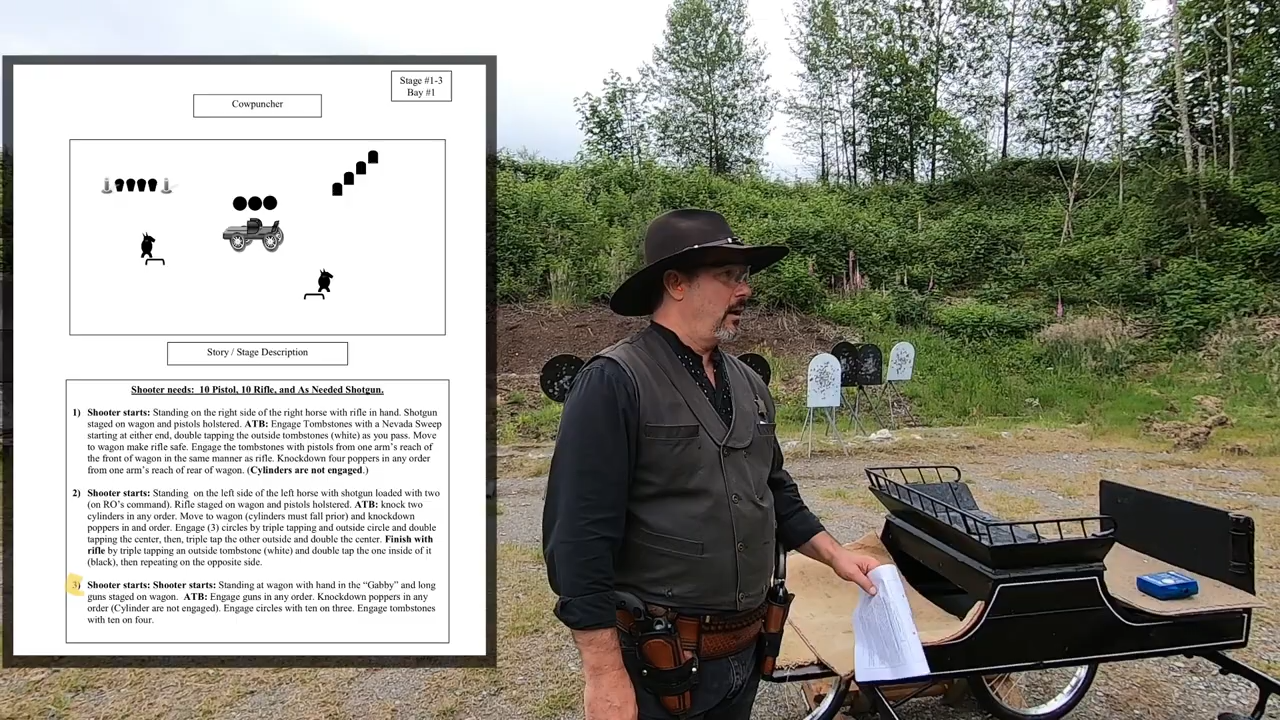 Stage #1-3
Bay #1
Cowpuncher
Story / Stage Description
Shooter needs:  10 Pistol, 10 Rifle, and As Needed Shotgun.
1) Shooter starts: Standing on the right side of the right horse with rifle in hand. Shotgun
staged on wagon and pistols holstered. ATB: Engage Tombstones with a Nevada Sweep
starting at either end, double tapping the outside tombstones (white) as you pass. Move
to wagon make rifle safe. Engage the tombstones with pistols from one arm's reach of
the front of wagon in the same manner as rifle. Knockdown four poppers in any order
from one arm's reach of rear of wagon. (Cylinders are not engaged.)
2) Shooter starts: Standing  on the left side of the left horse with shotgun loaded with two
(on RO's command). Rifle staged on wagon and pistols holstered. ATB: knock two
cylinders in any order. Move to wagon (cylinders must fall prior) and knockdown
poppers in and order. Engage (3) circles by triple tapping and outside circle and double
tapping the center, then, triple tap the other outside and double the center. Finish with
rifle by triple tapping an outside tombstone (white) and double tap the one inside of it
(black), then repeating on the opposite side.
3) Shooter starts: Shooter starts: Standing at wagon with hand in the “Gabby” and long
guns staged on wagon.  ATB: Engage guns in any order. Knockdown poppers in any
order (Cylinder are not engaged). Engage circles with ten on three. Engage tombstones
with ten on four.